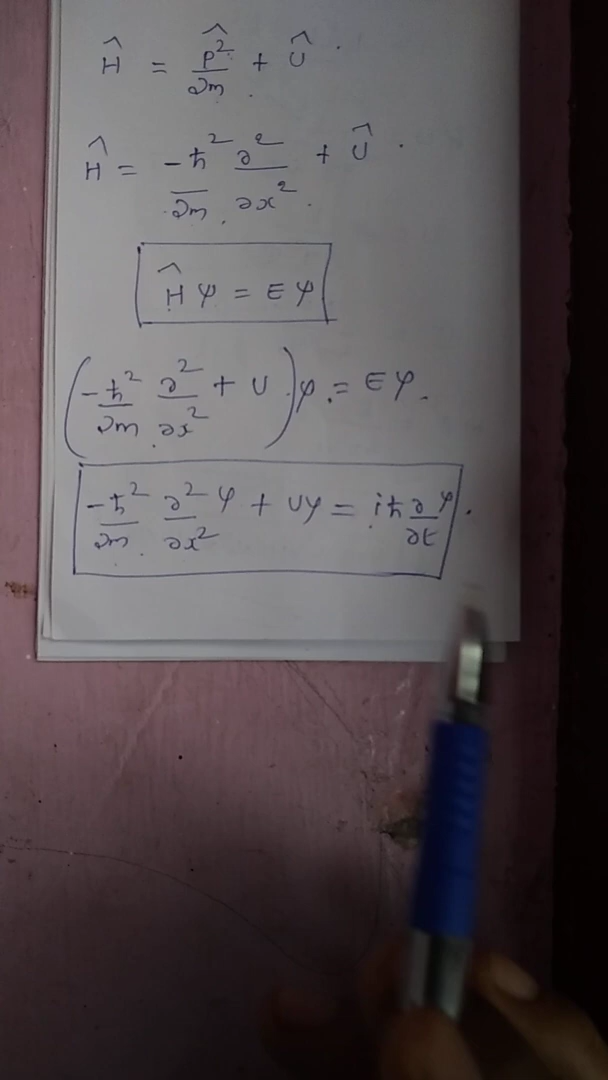 Ĥ = p̂²/2m + Û.
Ĥ = -ħ²/2m ∂²/∂x² + Û.
Ĥψ = Eψ
(-ħ²/2m ∂²/∂x² + U)ψ = Eψ.
-ħ²/2m ∂²ψ/∂x² + Uψ = iħ ∂ψ/∂t.